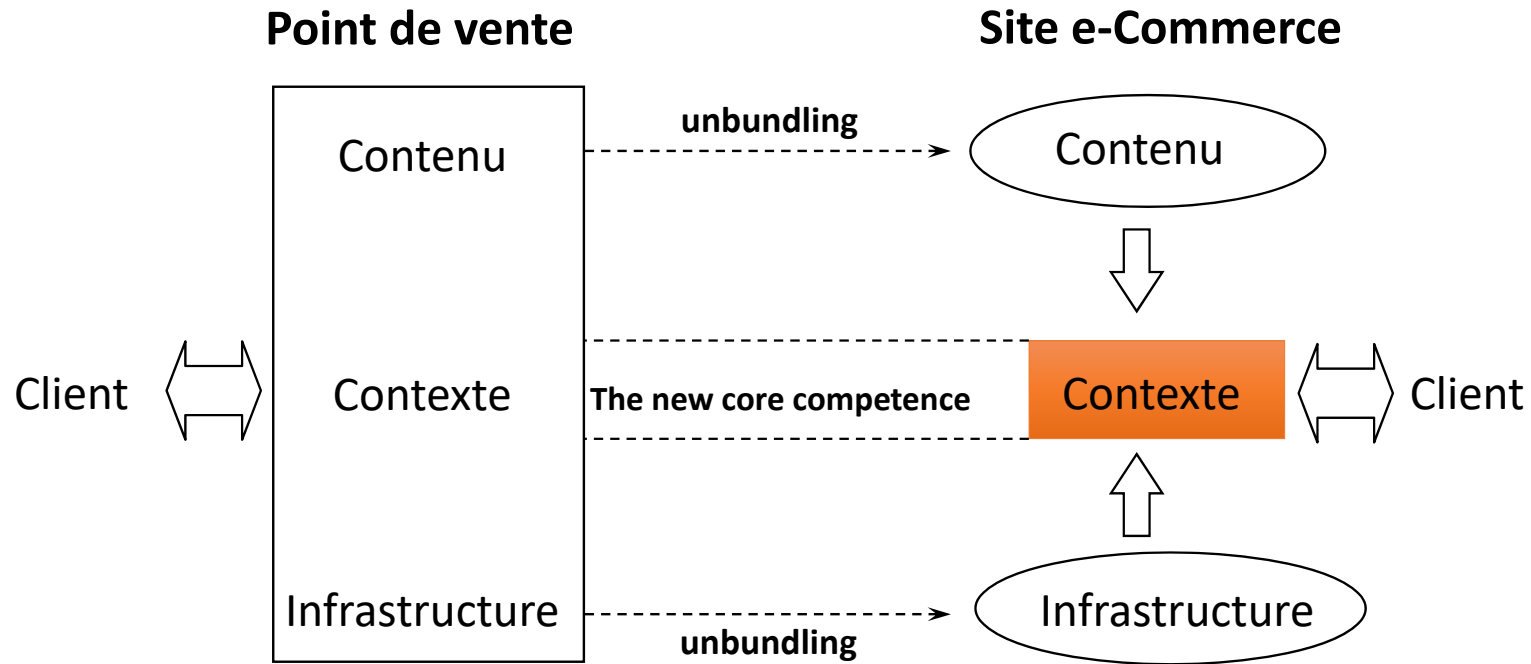 Point de vente
Site e-Commerce
Contenu
unbundling
Contenu
Client
Contexte
The new core competence
Contexte
Client
Infrastructure
unbundling
Infrastructure